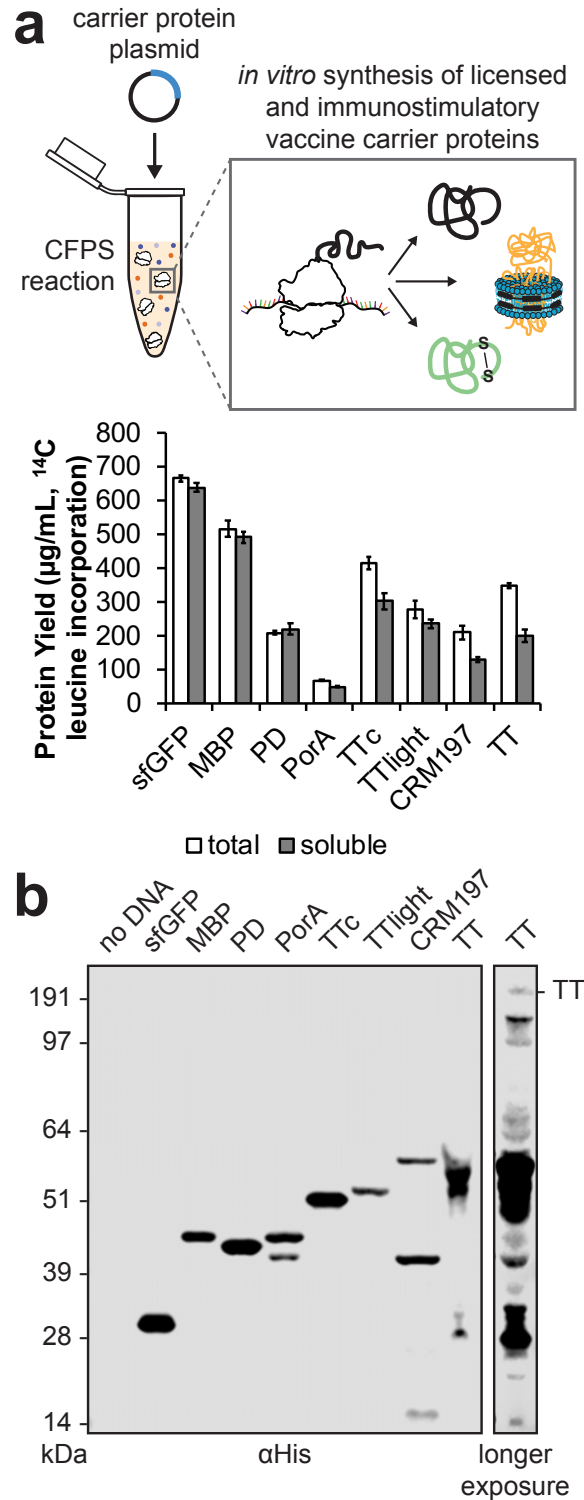 a
carrier protein
plasmid
in vitro synthesis of licensed
and immunostimulatory
vaccine carrier proteins
CFPS
reaction
S
S
Protein Yield (µg/mL, ¹⁴C
leucine incorporation)
800
700
600
500
400
300
200
100
0
sfGFP
MBP
PD
PorA
TTc
TTlight
CRM197
TT
total
soluble
b
no DNA
sfGFP
MBP
PD
PorA
TTc
TTlight
CRM197
TT
TT
191
TT
97
64
51
39
28
14
kDa
αHis
longer
exposure